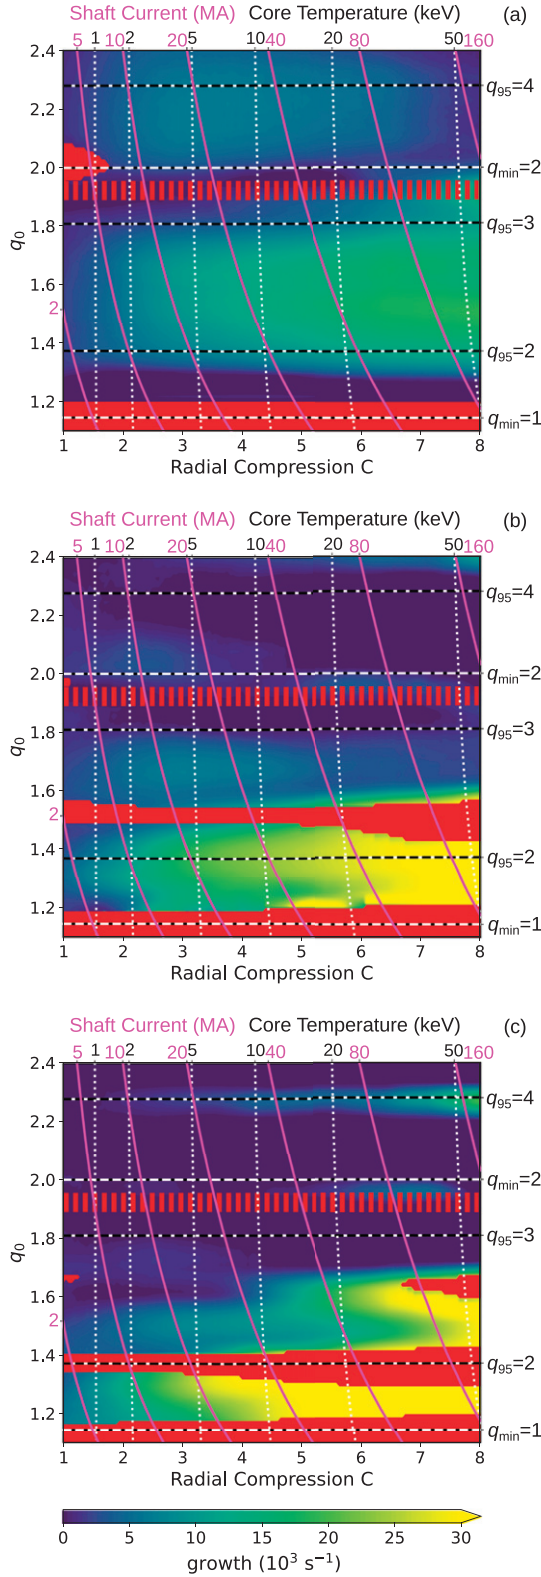 Shaft Current (MA) Core Temperature (keV) (a)
5 1 10 2 20 5 10 40 20 80 50 160
2.4
q95=4
2.2
2.0 qmin=2
1.8 q95=3
q0
1.6
2
1.4 q95=2
1.2
qmin=1
1 2 3 4 5 6 7 8
Radial Compression C
Shaft Current (MA) Core Temperature (keV) (b)
5 1 10 2 20 5 10 40 20 80 50 160
2.4
q95=4
2.2
2.0 qmin=2
1.8 q95=3
q0
1.6
2
1.4 q95=2
1.2
qmin=1
1 2 3 4 5 6 7 8
Radial Compression C
Shaft Current (MA) Core Temperature (keV) (c)
5 1 10 2 20 5 10 40 20 80 50 160
2.4
q95=4
2.2
2.0 qmin=2
1.8 q95=3
q0
1.6
2
1.4 q95=2
1.2
qmin=1
1 2 3 4 5 6 7 8
Radial Compression C
0 5 10 15 20 25 30
growth (10³ s⁻¹)